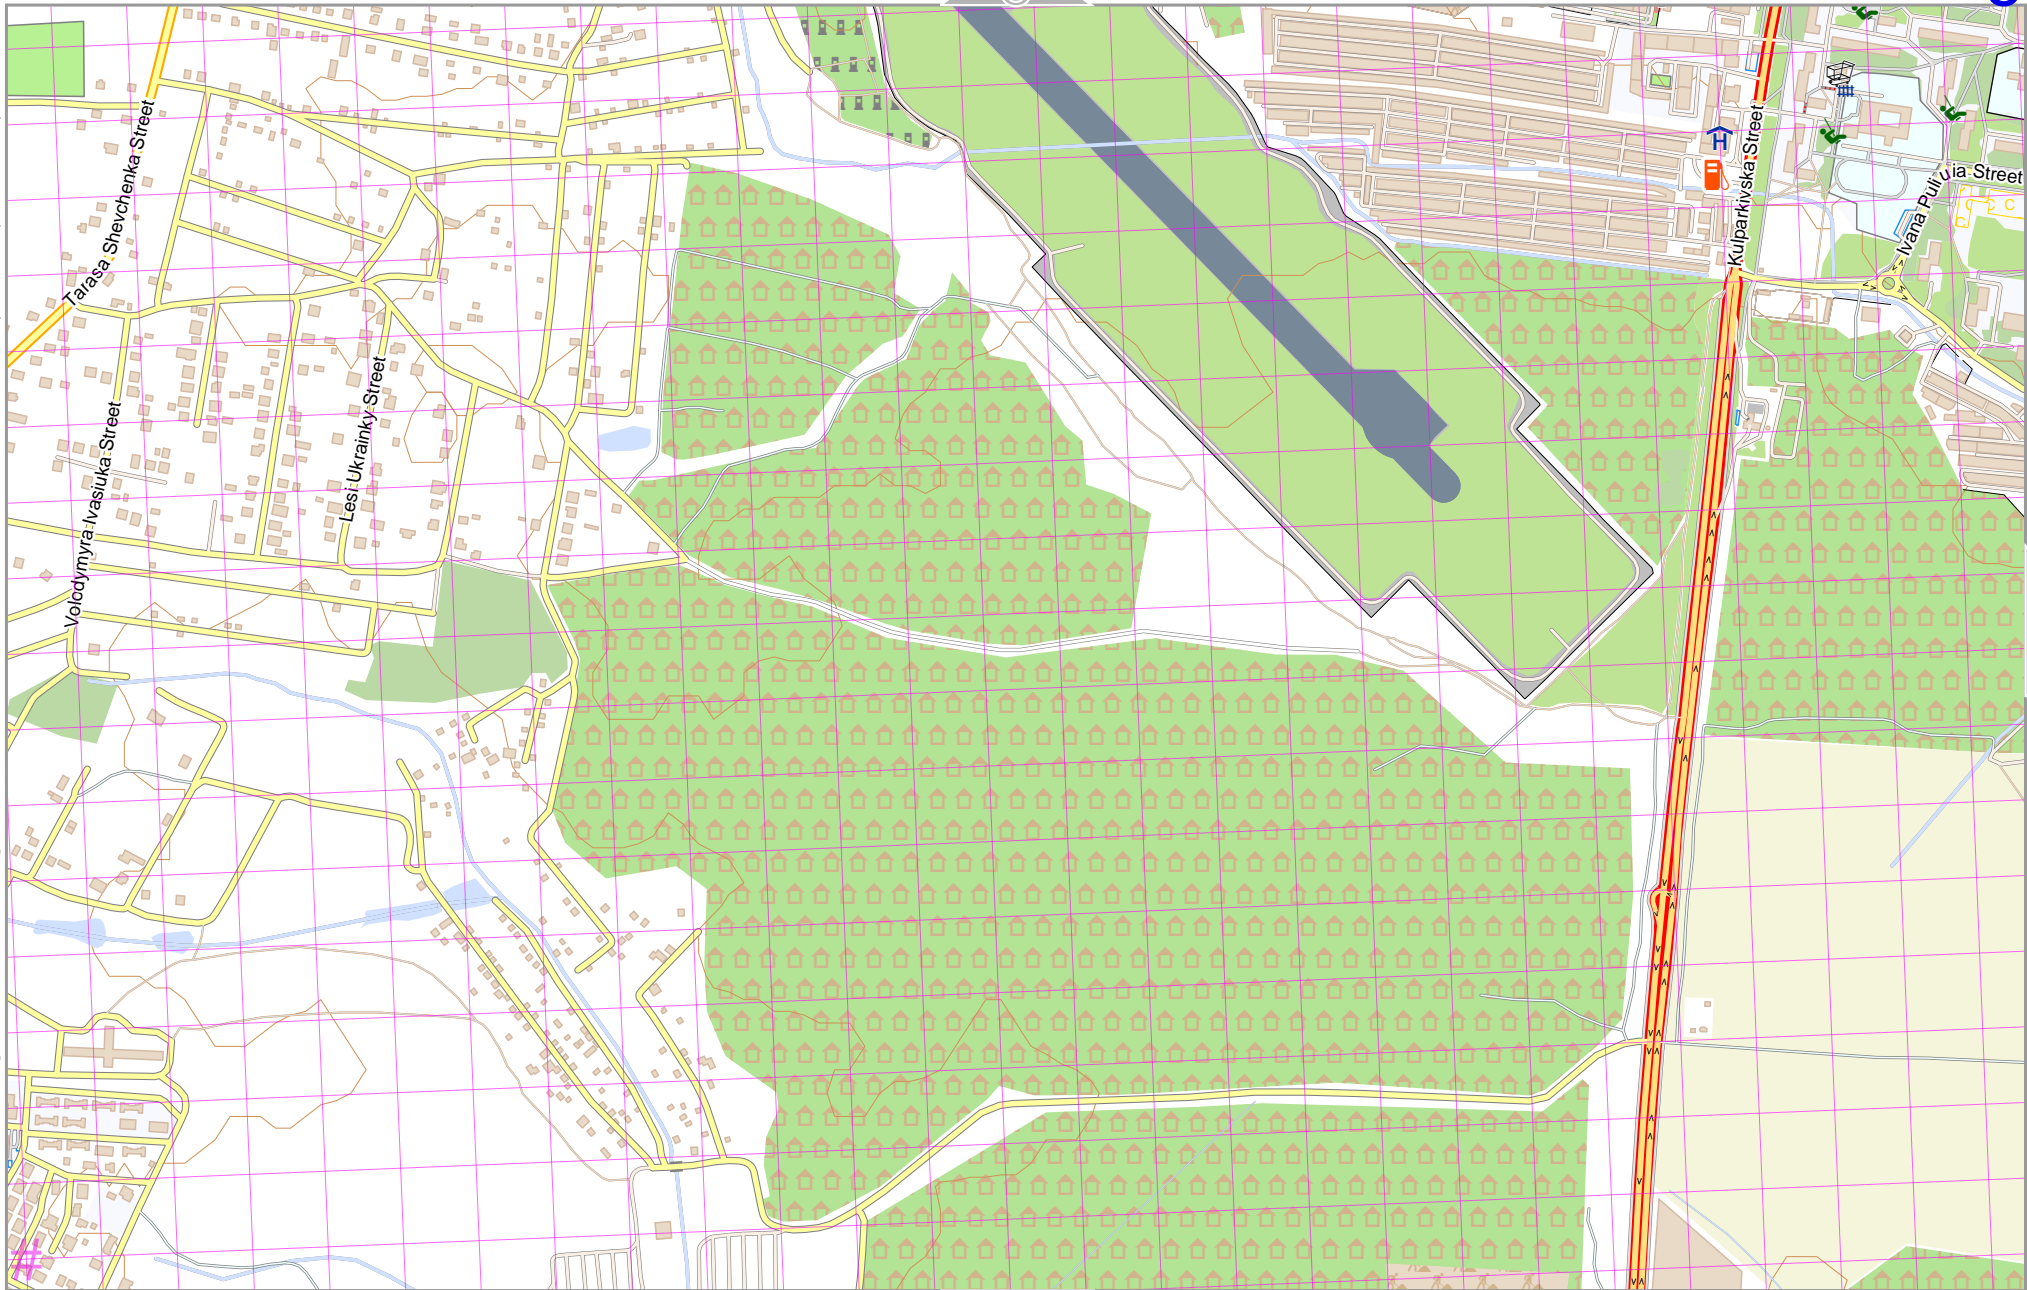 Tarasa Shevchenka Street
Kulparkivska Street
Ivana Puliuia Street
C C
C
Volodymyra Ivasiuka Street
Lesi Ukrainky Street